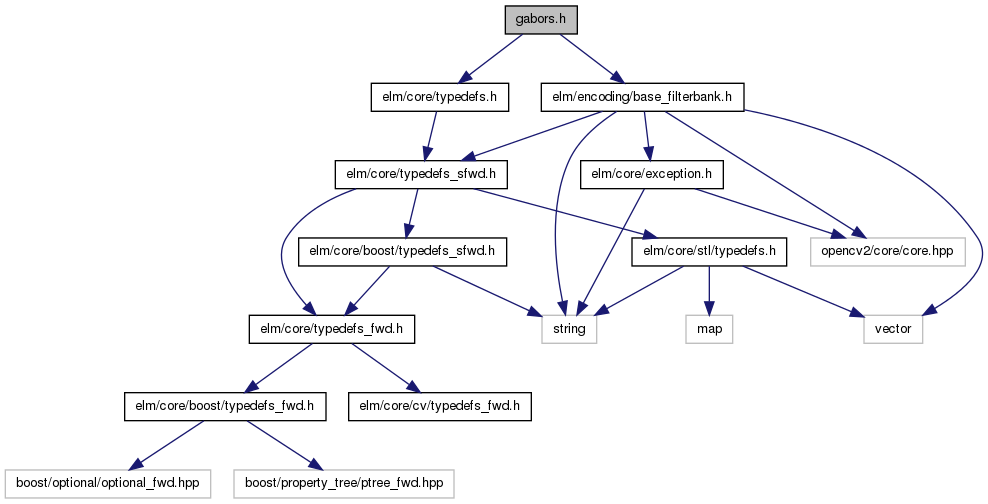 gabors.h
elm/core/typedefs.h
elm/encoding/base_filterbank.h
elm/core/typedefs_sfwd.h
elm/core/exception.h
elm/core/boost/typedefs_sfwd.h
elm/core/stl/typedefs.h
opencv2/core/core.hpp
elm/core/typedefs_fwd.h
string
map
vector
elm/core/boost/typedefs_fwd.h
elm/core/cv/typedefs_fwd.h
boost/optional/optional_fwd.hpp
boost/property_tree/ptree_fwd.hpp